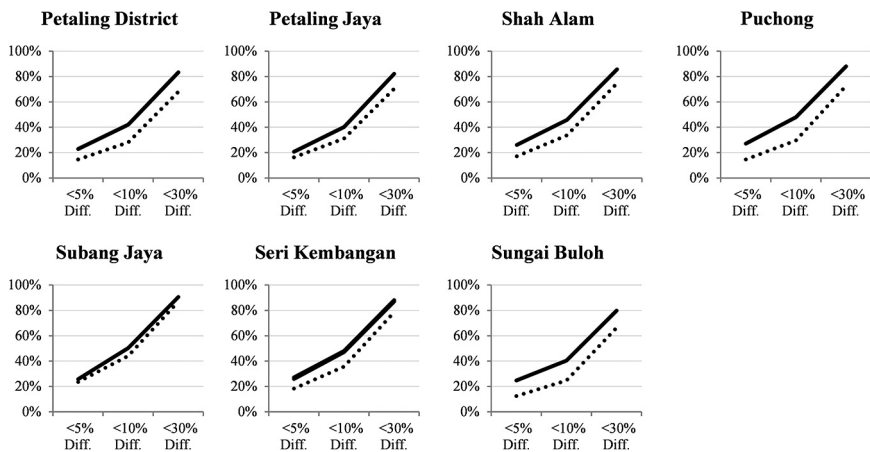 Petaling District
100%
80%
60%
40%
20%
0%
<5% <10% <30%
Diff. Diff. Diff.
Petaling Jaya
100%
80%
60%
40%
20%
0%
<5% <10% <30%
Diff. Diff. Diff.
Shah Alam
100%
80%
60%
40%
20%
0%
<5% <10% <30%
Diff. Diff. Diff.
Puchong
100%
80%
60%
40%
20%
0%
<5% <10% <30%
Diff. Diff. Diff.
Subang Jaya
100%
80%
60%
40%
20%
0%
<5% <10% <30%
Diff. Diff. Diff.
Seri Kembangan
100%
80%
60%
40%
20%
0%
<5% <10% <30%
Diff. Diff. Diff.
Sungai Buloh
100%
80%
60%
40%
20%
0%
<5% <10% <30%
Diff. Diff. Diff.